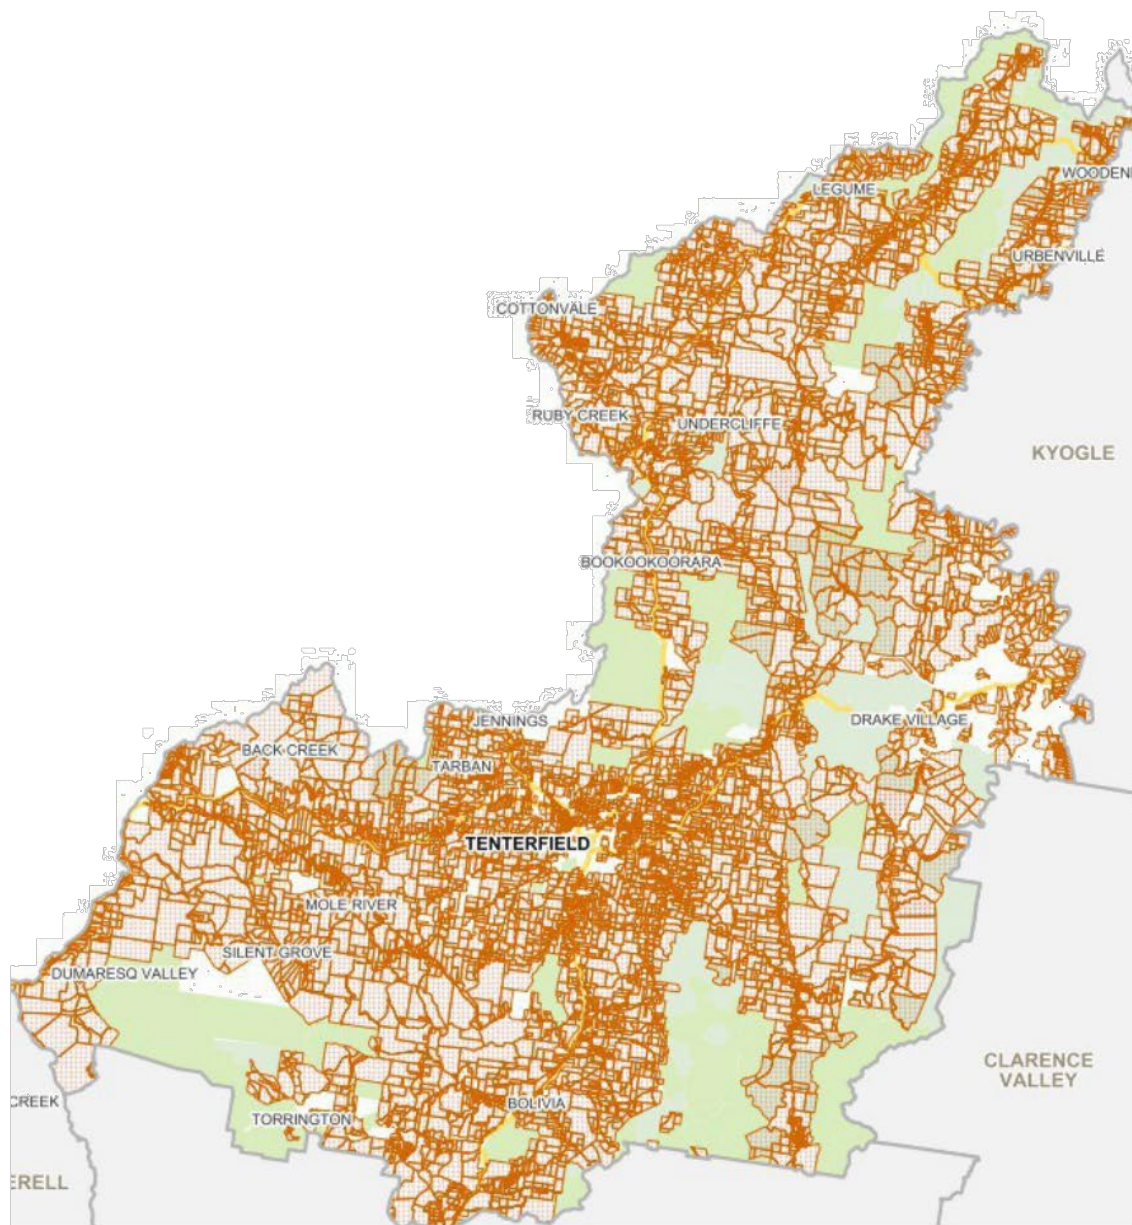 WOODENI
LEGUME
URBENVILLE
COTTONVALE
RUBY CREEK
UNDERCLIFFE
KYOGLE
BOOKOOKOORARA
JENNINGS
DRAKE VILLAGE
BACK CREEK
TARBAN
TENTERFIELD
MOLE RIVER
SILENT GROVE
DUMARESQ VALLEY
CLARENCE
VALLEY
CREEK
BOLIVIA
TORRINGTON
ERELL